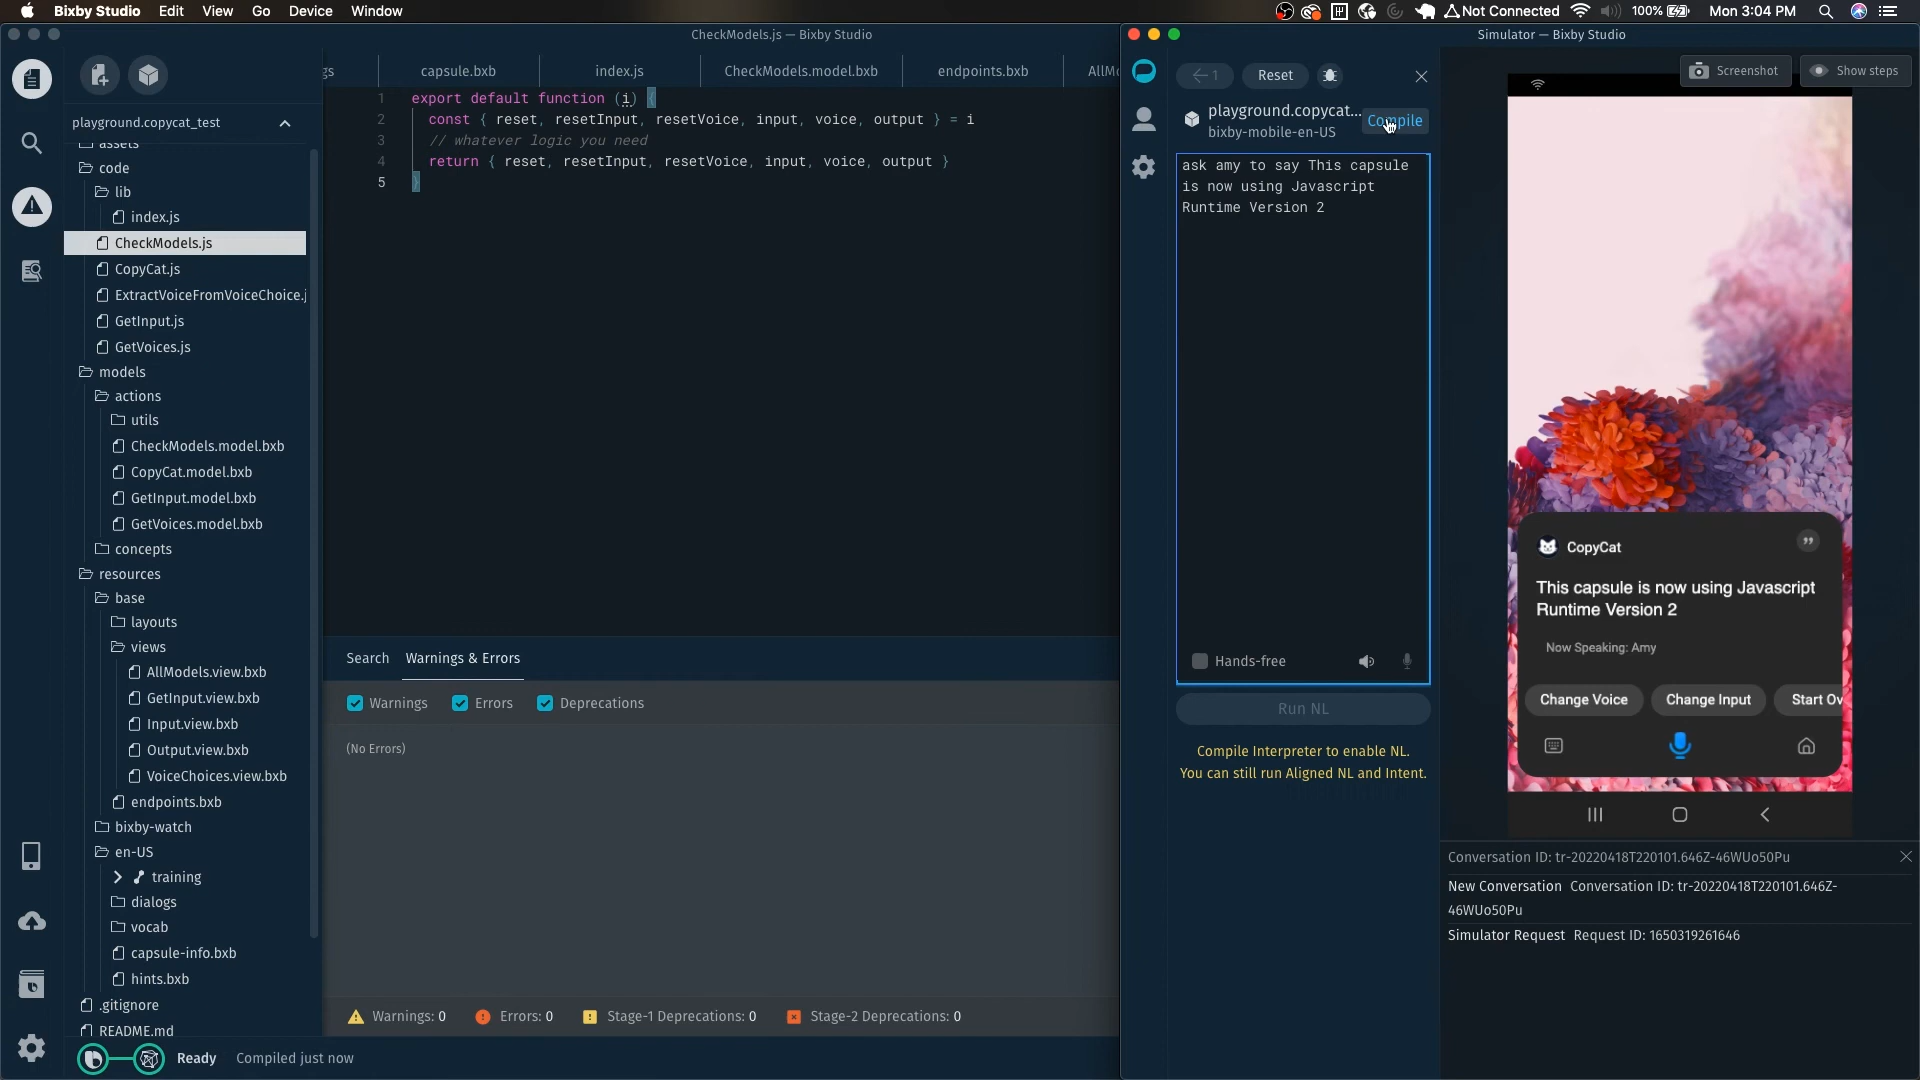 Bixby Studio Edit View Go Device Window
Not Connected 100% Mon 3:04 PM
CheckModels.js — Bixby Studio
Simulator — Bixby Studio
gs capsule.bxb index.js CheckModels.model.bxb endpoints.bxb AllMo
playground.copycat_test
assets
code
lib
index.js
CheckModels.js
CopyCat.js
ExtractVoiceFromVoiceChoice.j
GetInput.js
GetVoices.js
models
actions
utils
CheckModels.model.bxb
CopyCat.model.bxb
GetInput.model.bxb
GetVoices.model.bxb
concepts
resources
base
layouts
views
AllModels.view.bxb
GetInput.view.bxb
Input.view.bxb
Output.view.bxb
VoiceChoices.view.bxb
endpoints.bxb
bixby-watch
en-US
training
dialogs
vocab
capsule-info.bxb
hints.bxb
.gitignore
README.md
Ready Compiled just now
1 export default function (i) {
2 const { reset, resetInput, resetVoice, input, voice, output } = i
3 // whatever logic you need
4 return { reset, resetInput, resetVoice, input, voice, output }
5 }
Search Warnings & Errors
Warnings Errors Deprecations
(No Errors)
Warnings: 0 Errors: 0 Stage-1 Deprecations: 0 Stage-2 Deprecations: 0
1 Reset
playground.copycat...
bixby-mobile-en-US
Compile
ask amy to say This capsule
is now using Javascript
Runtime Version 2
Hands-free
Run NL
Compile Interpreter to enable NL.
You can still run Aligned NL and Intent.
Screenshot Show steps
CopyCat
This capsule is now using Javascript
Runtime Version 2
Now Speaking: Amy
Change Voice Change Input Start Ov
Conversation ID: tr-20220418T220101.646Z-46WUo50Pu
New Conversation Conversation ID: tr-20220418T220101.646Z-
46WUo50Pu
Simulator Request Request ID: 1650319261646